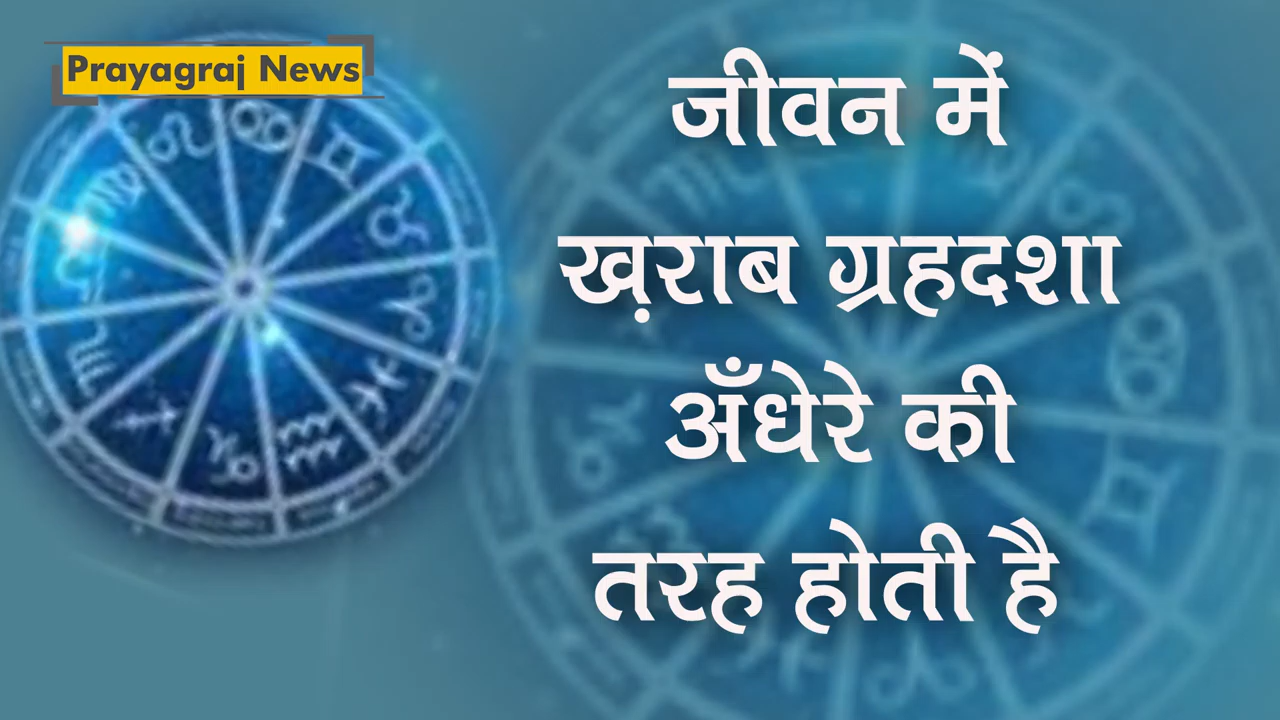 Prayagraj News
जीवन में
ख़राब ग्रहदशा
अँधेरे की
तरह होती है